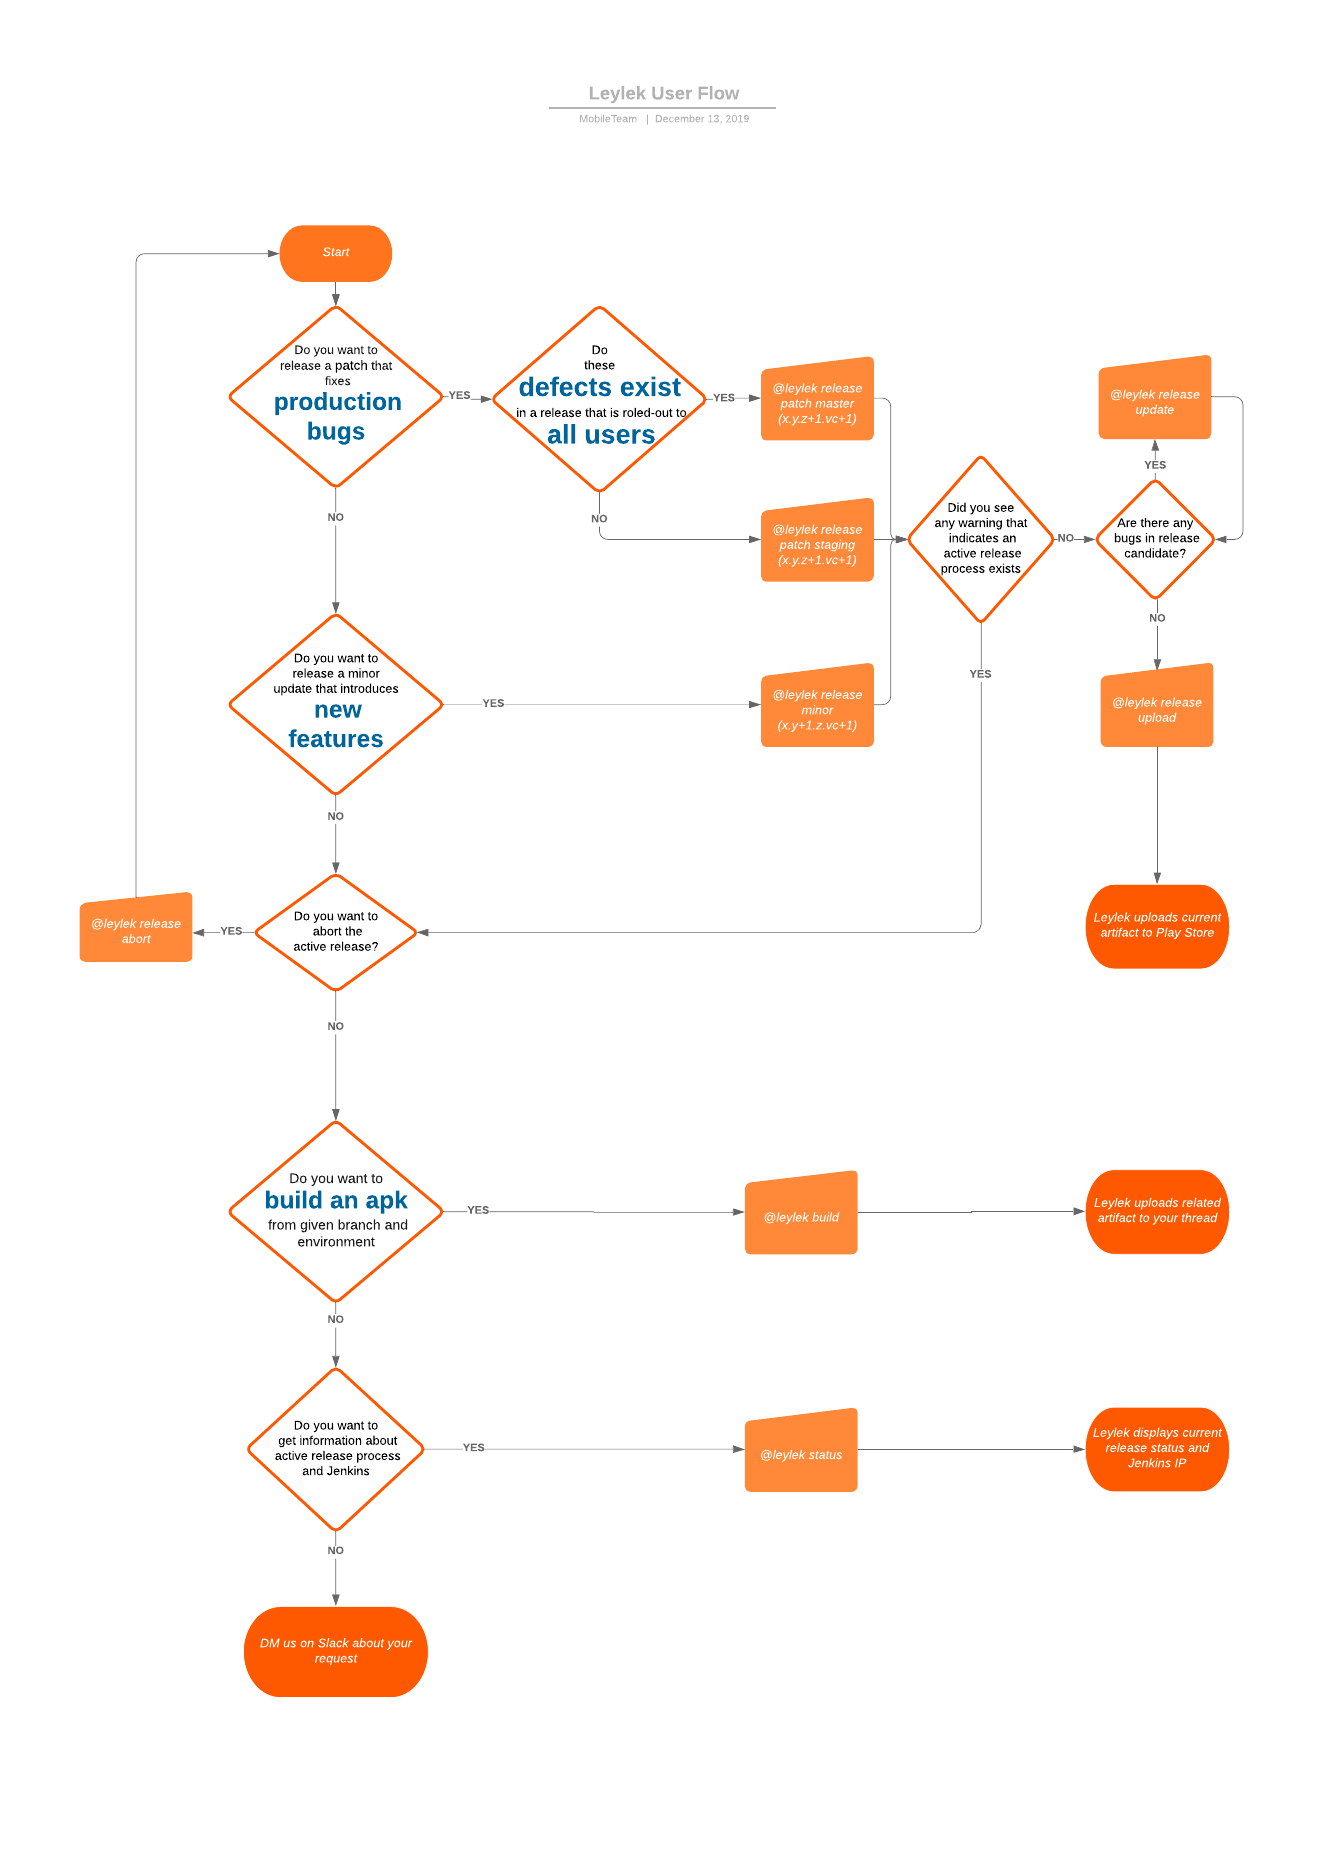 Leylek User Flow
MobileTeam | December 13, 2019
Start
Do you want to
release a patch that
fixes
production
bugs
YES
Do
these
defects exist
in a release that is roled-out to
all users
YES
@leylek release
patch master
(x.y.z+1.vc+1)
@leylek release
update
YES
NO
NO
@leylek release
patch staging
(x.y.z+1.vc+1)
Did you see
any warning that
indicates an
active release
process exists
NO
Are there any
bugs in release
candidate?
NO
YES
Do you want to
release a minor
update that introduces
new
features
YES
@leylek release
minor
(x.y+1.z.vc+1)
@leylek release
upload
NO
@leylek release
abort
YES
Do you want to
abort the
active release?
Leylek uploads current
artifact to Play Store
NO
Do you want to
build an apk
from given branch and
environment
YES
@leylek build
Leylek uploads related
artifact to your thread
NO
Do you want to
get information about
active release process
and Jenkins
YES
@leylek status
Leylek displays current
release status and
Jenkins IP
NO
DM us on Slack about your
request